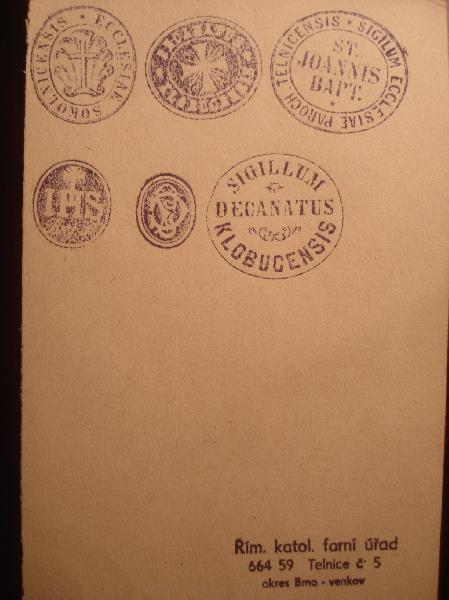 ECCLESIAE SOKOLNICENSIS
SIGILUM ECCLESIAE PAROCH. TELNICENSIS
ST.
JOANNIS
BAPT.
IHS
SIGILLUM
DECANATUS
KLOBUCENSIS
Řím. katol. farní úřad
664 59 Telnice č. 5
okres Brno - venkov